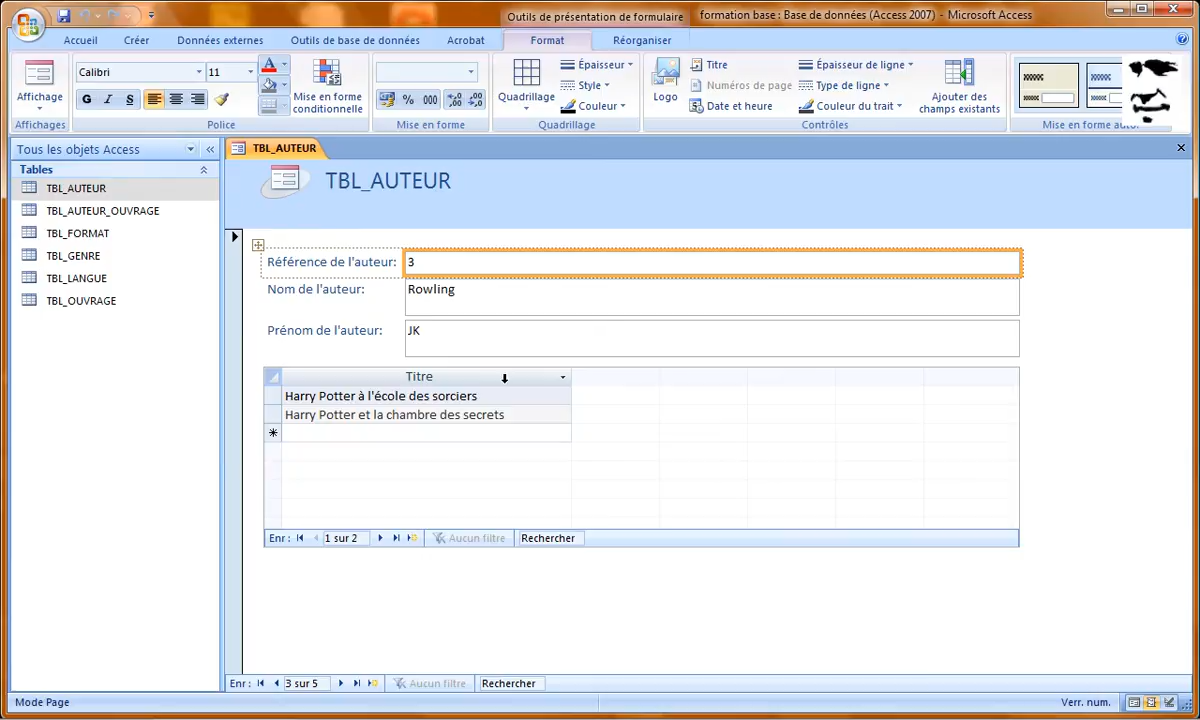 Outils de présentation de formulaire
formation base : Base de données (Access 2007) - Microsoft Access
Accueil
Créer
Données externes
Outils de base de données
Acrobat
Format
Réorganiser
Affichage
Affichages
Calibri
11
G I S
Mise en forme
conditionnelle
Police
% 000
Mise en forme
Quadrillage
Épaisseur
Style
Couleur
Quadrillage
Logo
Titre
Numéros de page
Date et heure
Épaisseur de ligne
Type de ligne
Couleur du trait
Ajouter des
champs existants
Contrôles
xxxxx
xxxxx
xxxxx
xxxxx
Mise en forme auto
Tous les objets Access
Tables
TBL_AUTEUR
TBL_AUTEUR_OUVRAGE
TBL_FORMAT
TBL_GENRE
TBL_LANGUE
TBL_OUVRAGE
TBL_AUTEUR
TBL_AUTEUR
Référence de l'auteur: 3
Nom de l'auteur: Rowling
Prénom de l'auteur: JK
Titre
Harry Potter à l'école des sorciers
Harry Potter et la chambre des secrets
Enr : 1 sur 2 Aucun filtre Rechercher
Enr : 3 sur 5 Aucun filtre Rechercher
Mode Page
Verr. num.